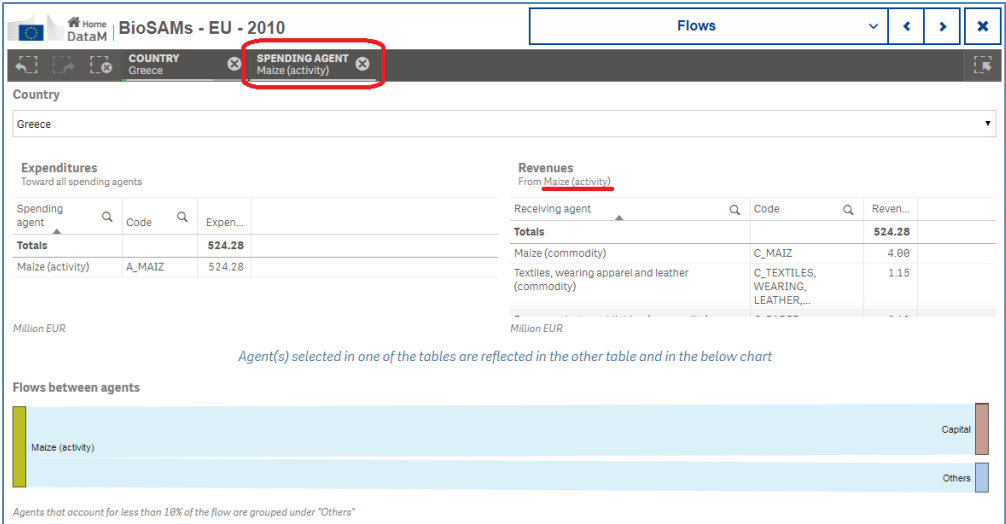 Home
DataM
BioSAMs - EU - 2010
Flows
COUNTRY
Greece
SPENDING AGENT
Maize (activity)
Country
Greece
Expenditures
Toward all spending agents
Spending
agent
Code
Expen...
Totals 524.28
Maize (activity) A_MAIZ 524.28
Million EUR
Revenues
From Maize (activity)
Receiving agent Code Reven...
Totals 524.28
Maize (commodity) C_MAIZ 4.00
Textiles, wearing apparel and leather C_TEXTILES, 1.15
(commodity) WEARING,
LEATHER,...
Million EUR
Agent(s) selected in one of the tables are reflected in the other table and in the below chart
Flows between agents
Maize (activity)
Capital
Others
Agents that account for less than 10% of the flow are grouped under "Others"